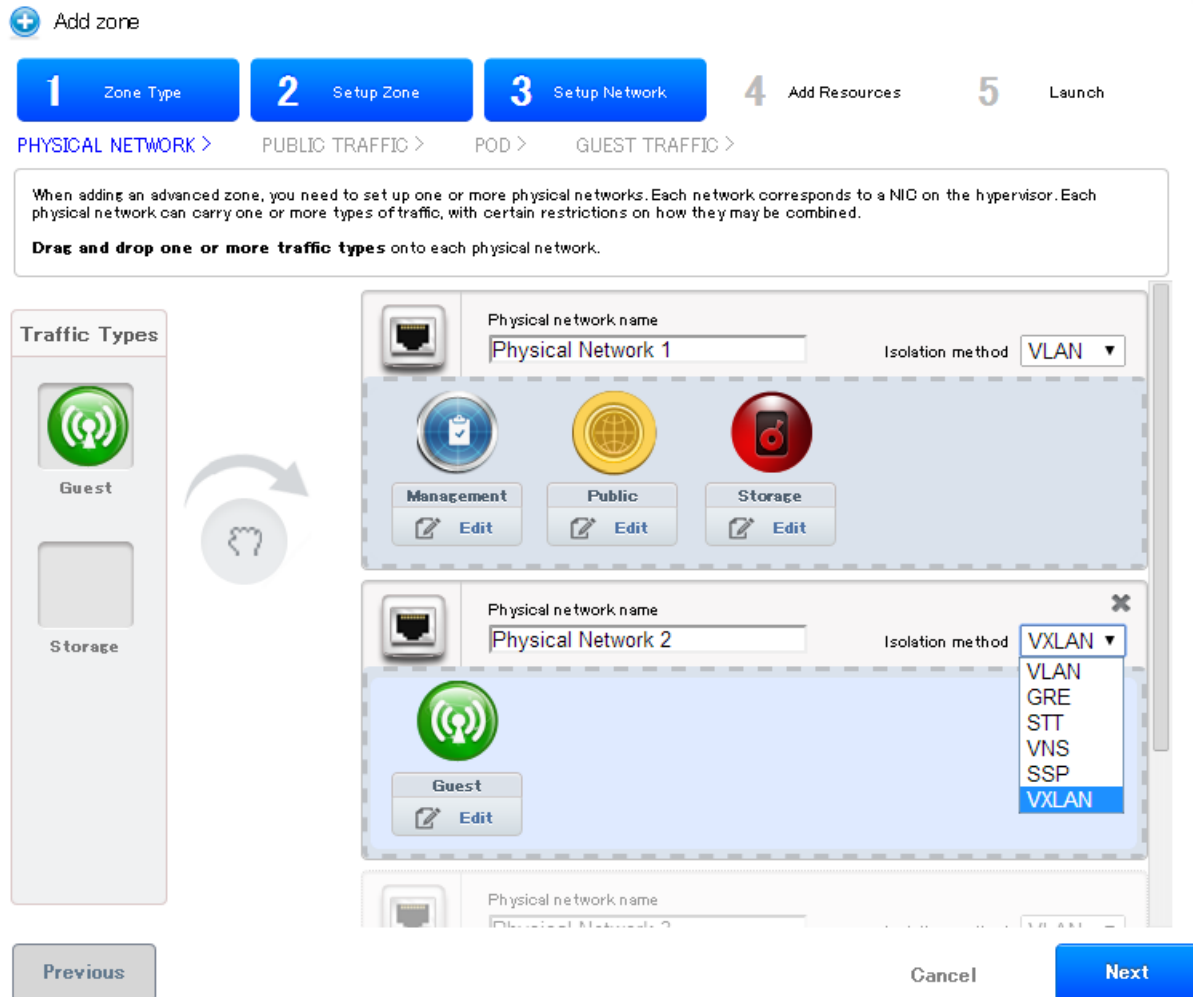 Add zone
1 Zone Type 2 Setup Zone 3 Setup Network 4 Add Resources 5 Launch
PHYSICAL NETWORK > PUBLIC TRAFFIC > POD > GUEST TRAFFIC >
When adding an advanced zone, you need to set up one or more physical networks. Each network corresponds to a NIC on the hypervisor. Each
physical network can carry one or more types of traffic, with certain restrictions on how they may be combined.
Drag and drop one or more traffic types onto each physical network.
Traffic Types
Guest
Storage
Physical network name
Physical Network 1
Isolation method VLAN
Management Public Storage
Edit Edit Edit
Physical network name
Physical Network 2
Isolation method VXLAN
VLAN
GRE
STT
VNS
SSP
VXLAN
Guest
Edit
Physical network name
Previous Cancel Next